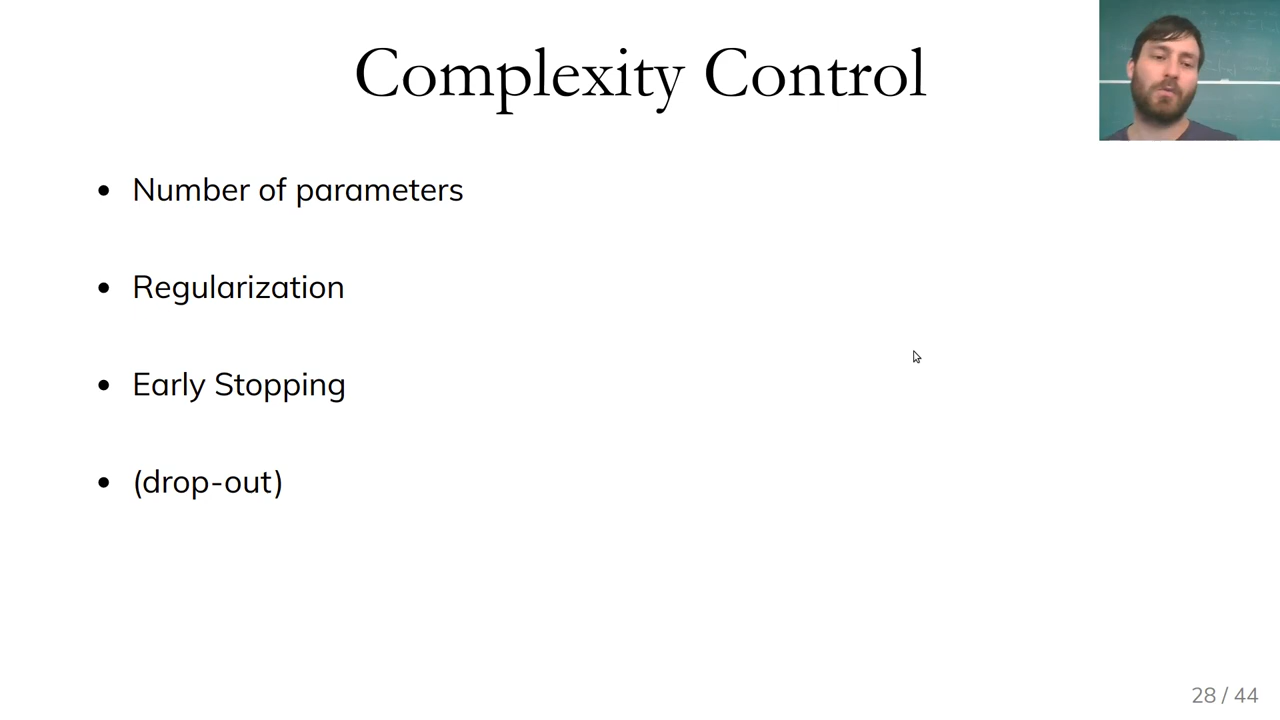 Complexity Control
• Number of parameters
• Regularization
• Early Stopping
• (drop-out)
28 / 44